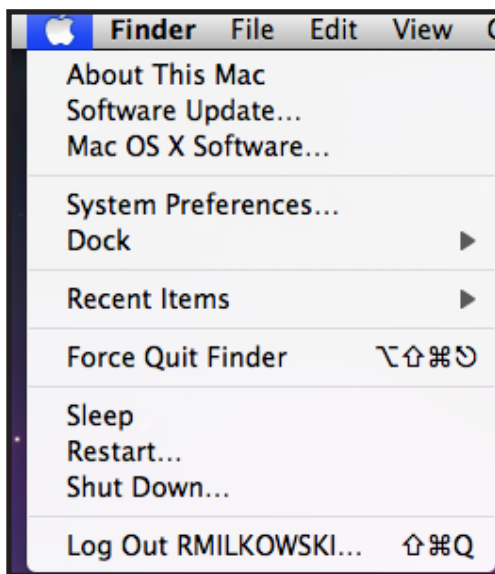 Finder File Edit View
About This Mac
Software Update...
Mac OS X Software...
System Preferences...
Dock
Recent Items
Force Quit Finder ⌥⇧⌘⎋
Sleep
Restart...
Shut Down...
Log Out RMILKOWSKI... ⇧⌘Q